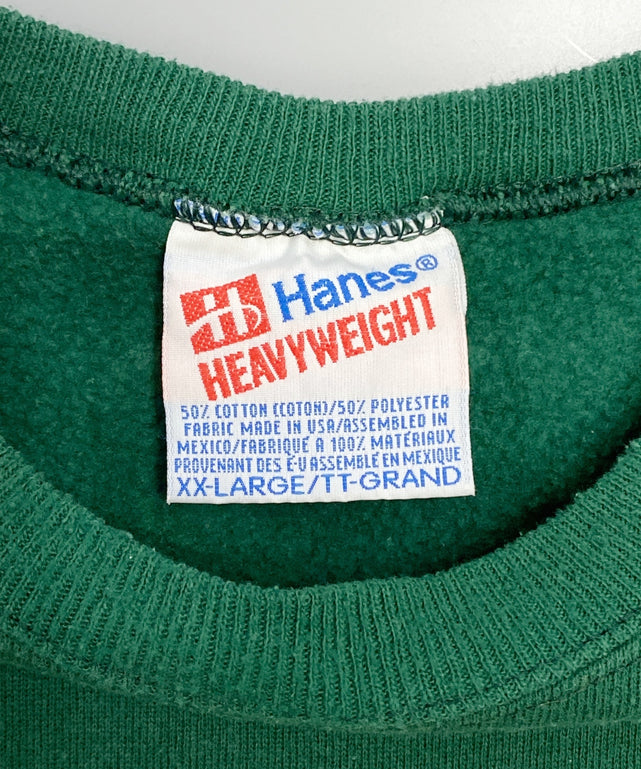 Hanes®
HEAVYWEIGHT
50% COTTON (COTON)/50% POLYESTER
FABRIC MADE IN USA/ASSEMBLED IN
MEXICO/FABRIQUÉ A 100% MATÉRIAUX
PROVENANT DES É-U ASSEMBLÉ EN MEXIQUE
XX-LARGE/TT-GRAND